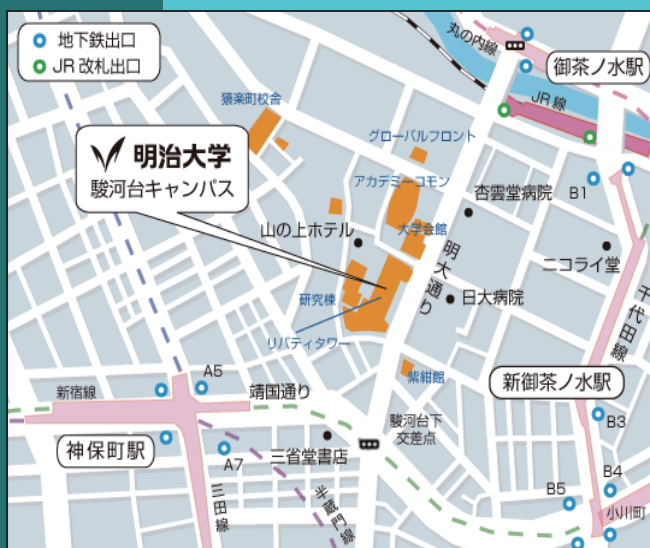 地下鉄出口
JR 改札出口
丸の内線
御茶ノ水駅
JR 線
猿楽町校舎
グローバルフロント
明治大学
駿河台キャンパス
アカデミーコモン
杏雲堂病院
B1
山の上ホテル
大学会館
明大通り
ニコライ堂
研究棟
日大病院
千代田線
リバティタワー
紫紺館
新御茶ノ水駅
A5
新宿線
靖国通り
駿河台下
交差点
B3
神保町駅
A7
三省堂書店
三田線
半蔵門線
B4
B5
小川町